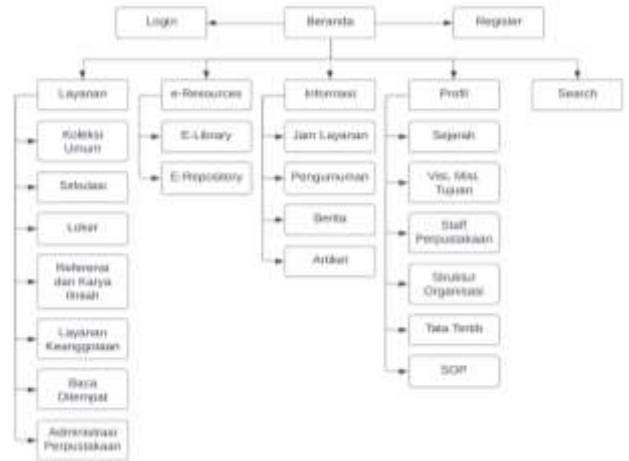 Login
Beranda
Register
Layanan
e-Resources
Informasi
Profil
Search
Koleksi
Umum
E-Library
Jam Layanan
Sejarah
Sirkulasi
E-Repository
Pengumuman
Visi, Misi,
Tujuan
Loker
Berita
Staff
Perpustakaan
Referensi
dan Karya
Ilmiah
Artikel
Struktur
Organisasi
Layanan
Keanggotaan
Tata Tertib
Baca
Ditempat
SOP
Administrasi
Perpustakaan